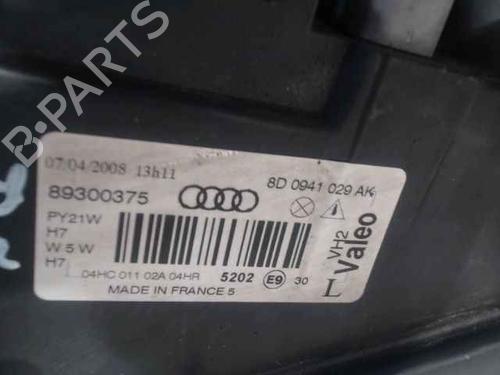 B-PARTS
07.04/2008 13h11
89300375
8D 0941 029 AK
PY21W
H7
W 5 W
H7
VH2
Valeo
L
04HC 011 02A 04HR 5202 E9 30
MADE IN FRANCE 5